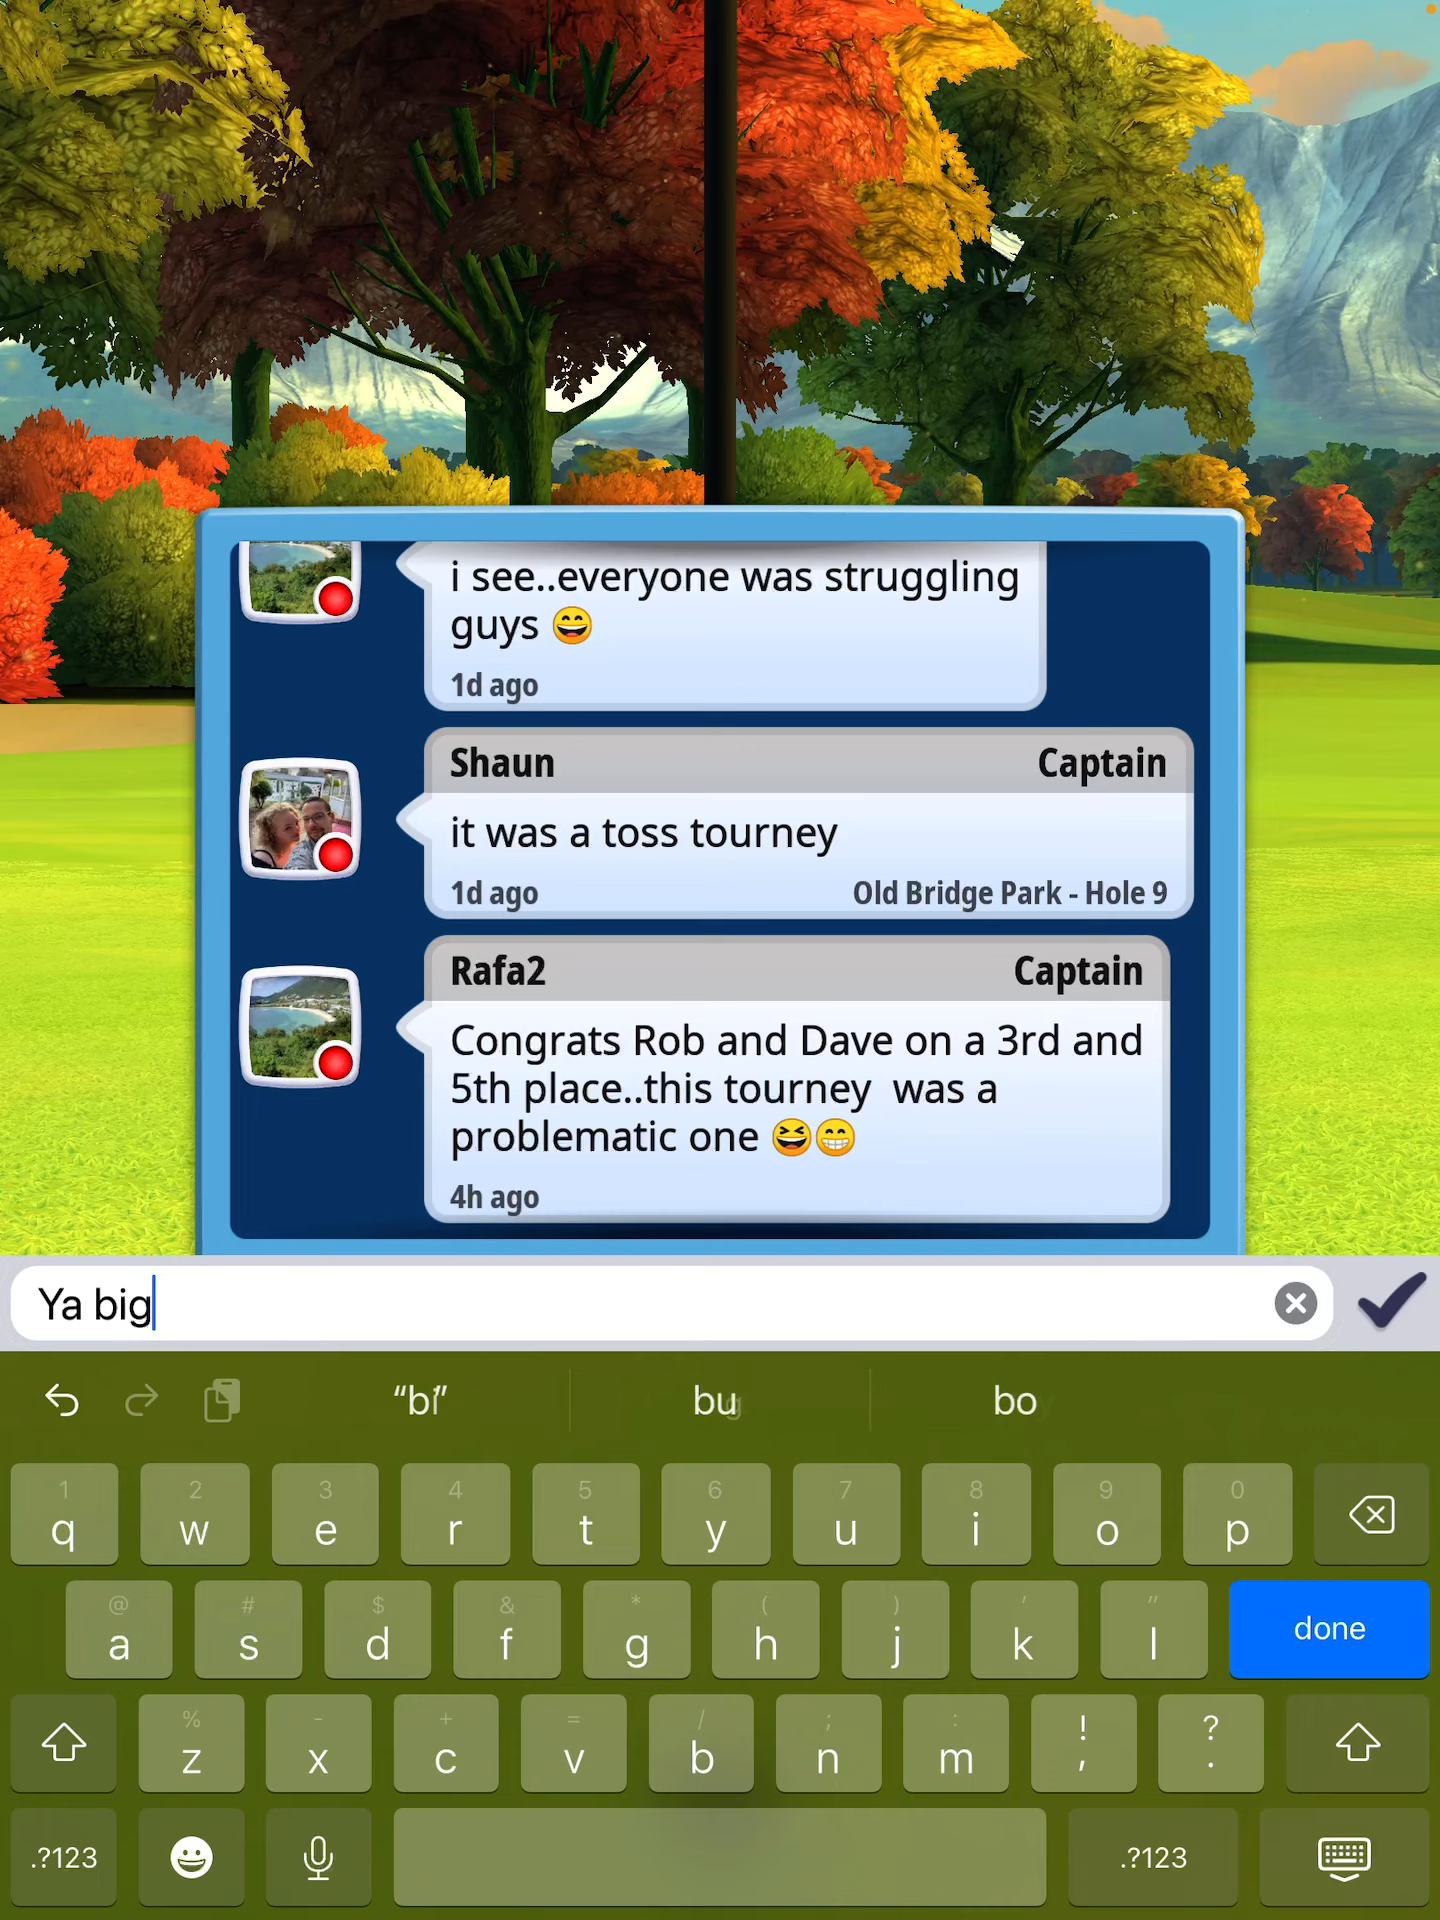 i see..everyone was struggling
guys 😄
1d ago
Shaun Captain
it was a toss tourney
1d ago Old Bridge Park - Hole 9
Rafa2 Captain
Congrats Rob and Dave on a 3rd and
5th place..this tourney  was a
problematic one 😆😁
4h ago
Ya big
“bi” bu bo
1 2 3 4 5 6 7 8 9 0
q w e r t y u i o p
@ # $ & * ( ) ' "
a s d f g h j k l done
% - + = / ; : ! ?
z x c v b n m , .
.?123 .?123